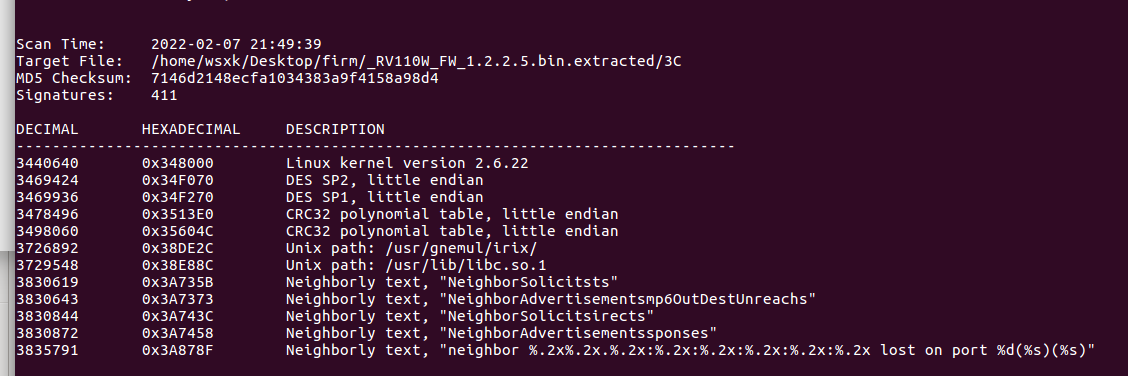 Scan Time:     2022-02-07 21:49:39
Target File:   /home/wsxk/Desktop/firm/_RV110W_FW_1.2.2.5.bin.extracted/3C
MD5 Checksum:  7146d2148ecfa1034383a9f4158a98d4
Signatures:    411
DECIMAL       HEXADECIMAL     DESCRIPTION
--------------------------------------------------------------------------------
3440640       0x348000        Linux kernel version 2.6.22
3469424       0x34F070        DES SP2, little endian
3469936       0x34F270        DES SP1, little endian
3478496       0x3513E0        CRC32 polynomial table, little endian
3498060       0x35604C        CRC32 polynomial table, little endian
3726892       0x38DE2C        Unix path: /usr/gnemul/irix/
3729548       0x38E88C        Unix path: /usr/lib/libc.so.1
3830619       0x3A735B        Neighborly text, "NeighborSolicitsts"
3830643       0x3A7373        Neighborly text, "NeighborAdvertisementsmp6OutDestUnreachs"
3830844       0x3A743C        Neighborly text, "NeighborSolicitsirects"
3830872       0x3A7458        Neighborly text, "NeighborAdvertisementssponses"
3835791       0x3A878F        Neighborly text, "neighbor %.2x%.2x.%.2x:%.2x:%.2x:%.2x:%.2x:%.2x lost on port %d(%s)(%s)"